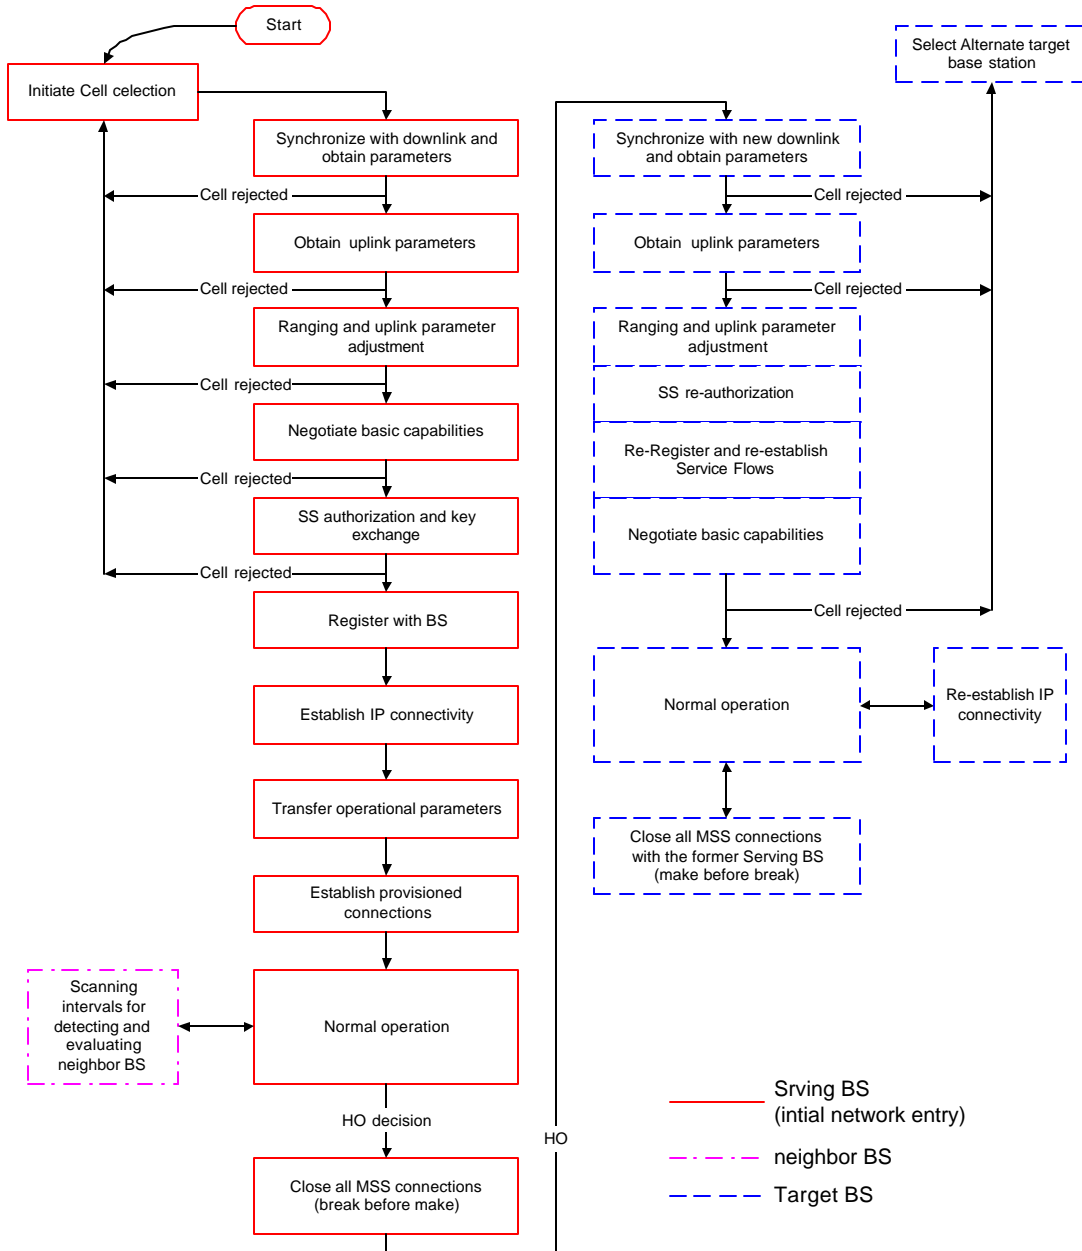 Start
Initiate Cell celection
Synchronize with downlink and
obtain parameters
Cell rejected
Obtain uplink parameters
Cell rejected
Ranging and uplink parameter
adjustment
Cell rejected
Negotiate basic capabilities
Cell rejected
SS authorization and key
exchange
Cell rejected
Register with BS
Establish IP connectivity
Transfer operational parameters
Establish provisioned
connections
Scanning
intervals for
detecting and
evaluating
neighbor BS
Normal operation
HO decision
Close all MSS connections
(break before make)
HO
Select Alternate target
base station
Synchronize with new downlink
and obtain parameters
Cell rejected
Obtain uplink parameters
Cell rejected
Ranging and uplink parameter
adjustment
SS re-authorization
Re-Register and re-establish
Service Flows
Negotiate basic capabilities
Cell rejected
Normal operation
Re-establish IP
connectivity
Close all MSS connections
with the former Serving BS
(make before break)
Srving BS
(intial network entry)
neighbor BS
Target BS